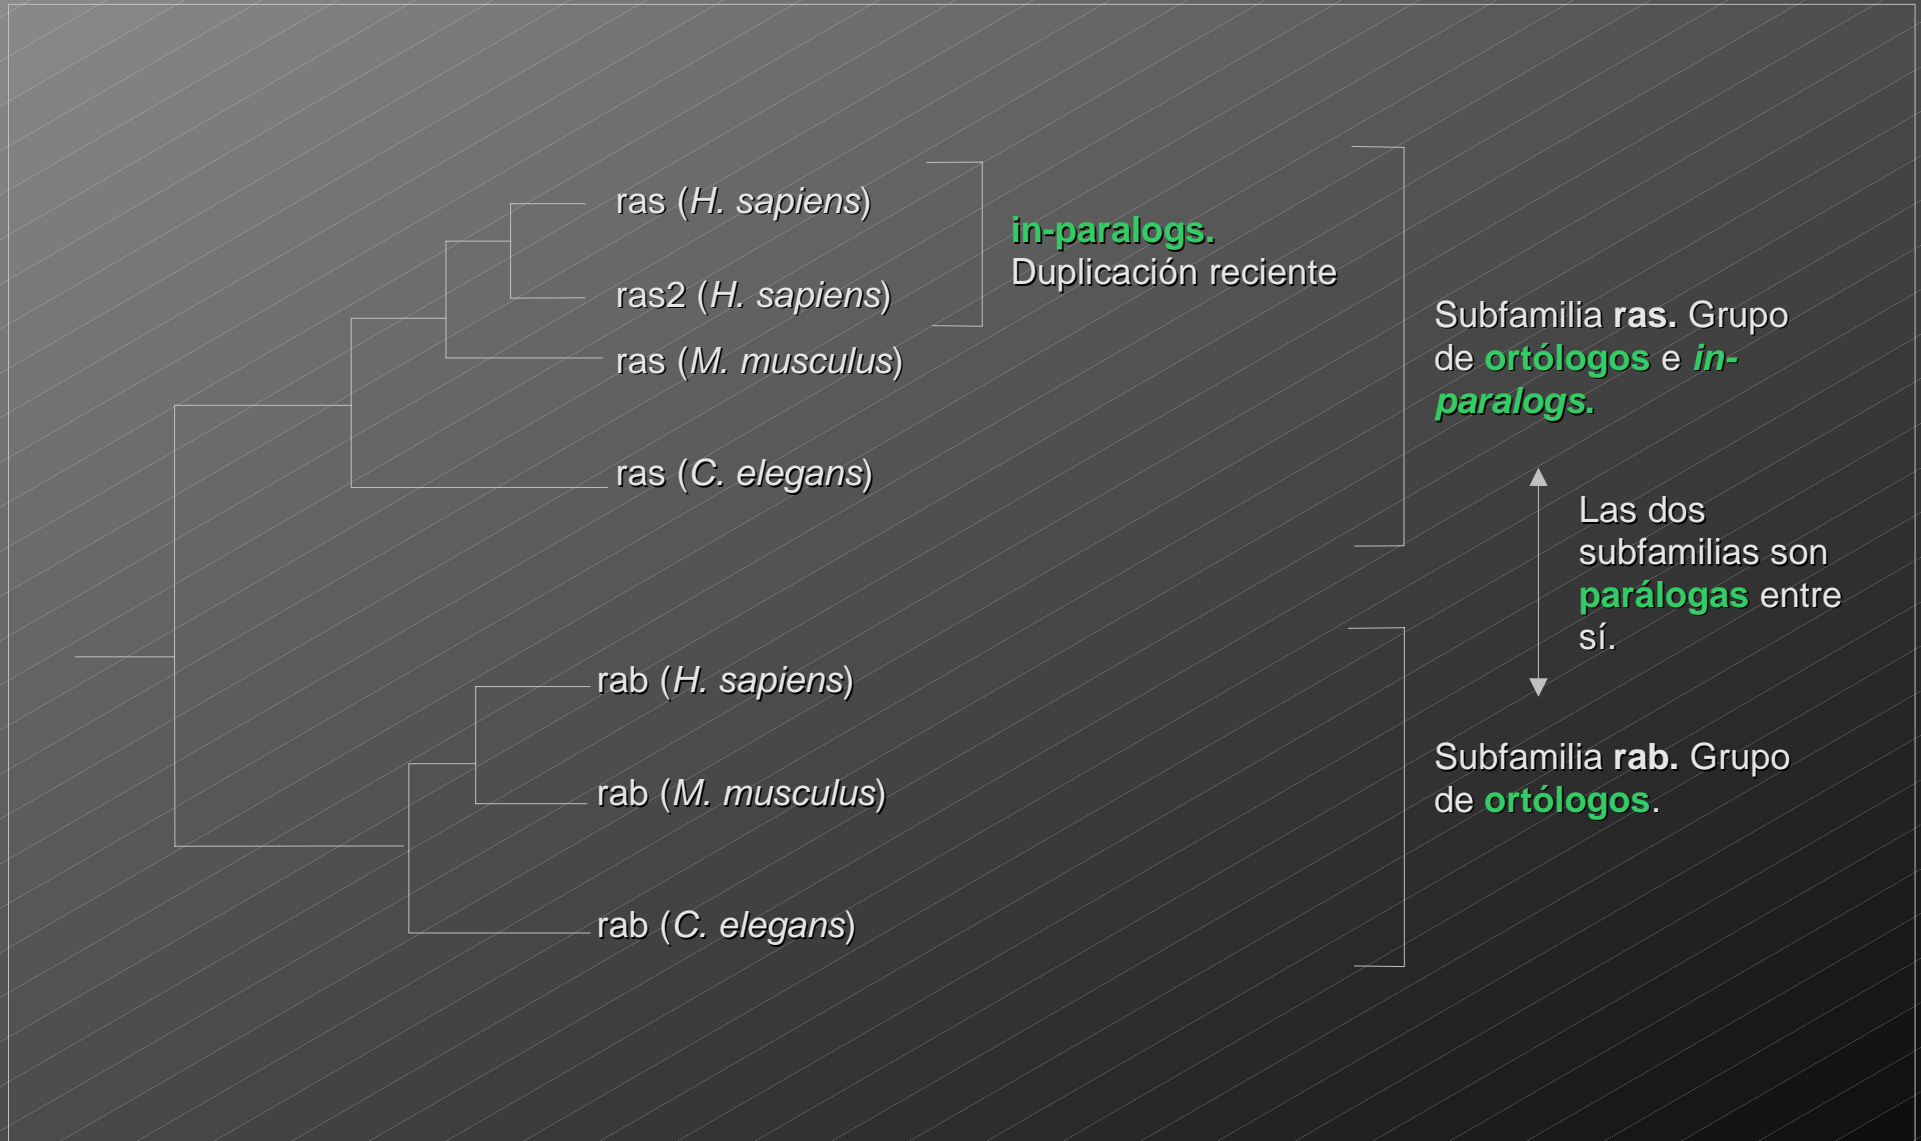 ras (H. sapiens)
ras2 (H. sapiens)
ras (M. musculus)
ras (C. elegans)
in-paralogs.
Duplicación reciente
Subfamilia ras. Grupo
de ortólogos e in-
paralogs.
Las dos
subfamilias son
parálogas entre
sí.
rab (H. sapiens)
rab (M. musculus)
rab (C. elegans)
Subfamilia rab. Grupo
de ortólogos.